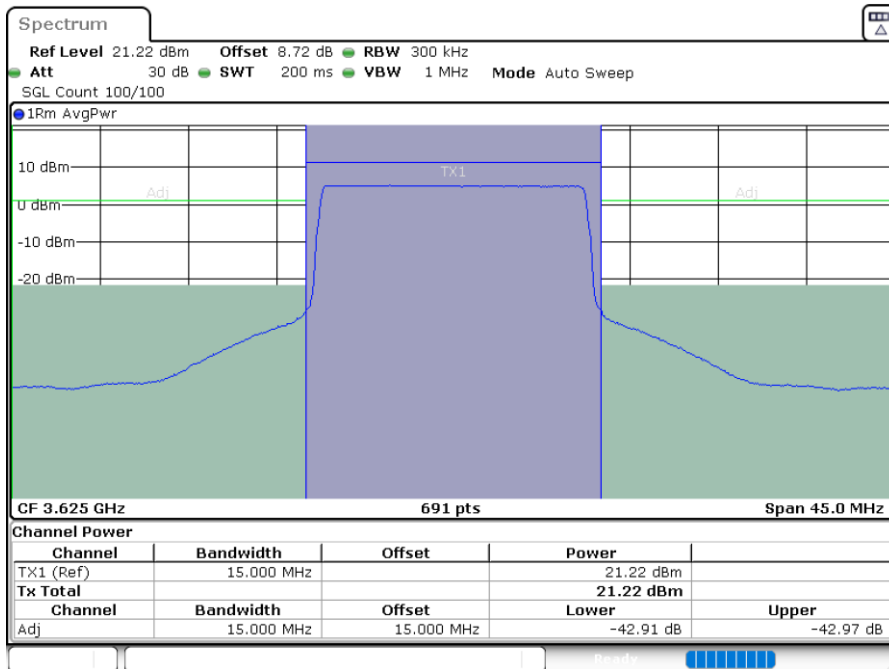 Spectrum
Ref Level 21.22 dBm Offset 8.72 dB RBW 300 kHz
Att 30 dB SWT 200 ms VBW 1 MHz Mode Auto Sweep
SGL Count 100/100
1Rm AvgPwr
10 dBm
TX1
Adj Adj
0 dBm
-10 dBm
-20 dBm
CF 3.625 GHz 691 pts Span 45.0 MHz
Channel Power
Channel Bandwidth Offset Power
TX1 (Ref) 15.000 MHz 21.22 dBm
Tx Total 21.22 dBm
Channel Bandwidth Offset Lower Upper
Adj 15.000 MHz 15.000 MHz -42.91 dB -42.97 dB
Ready